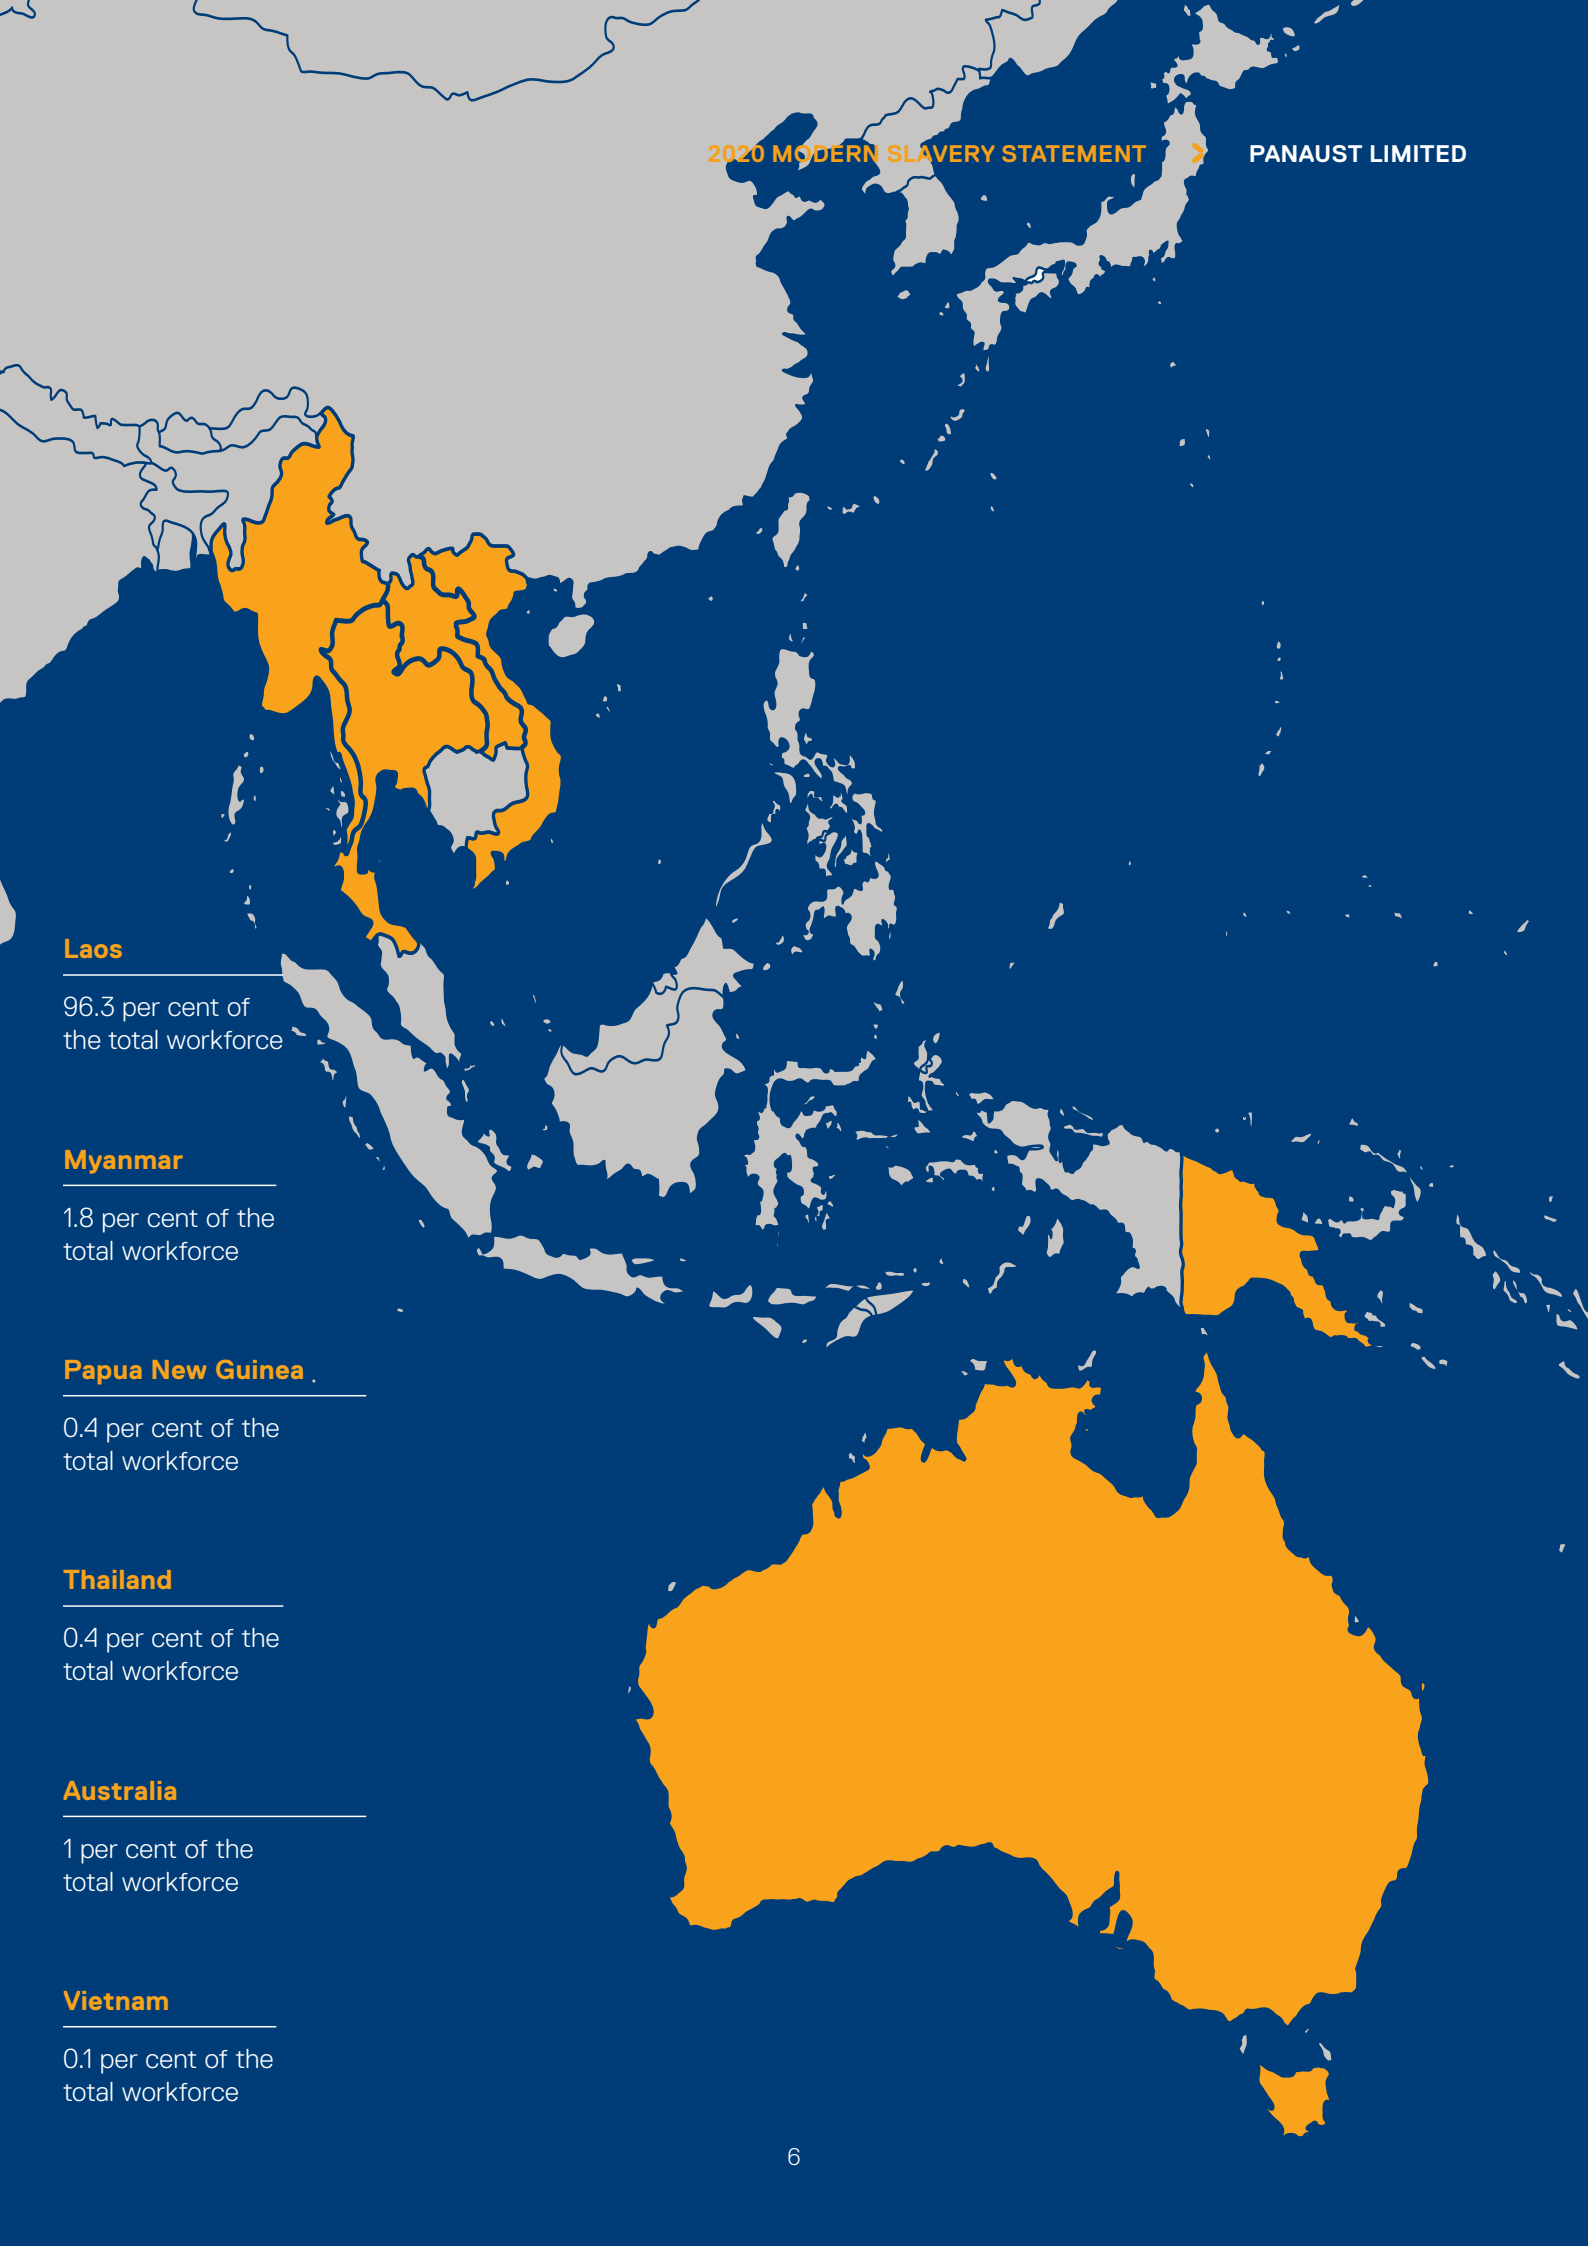 2020 MODERN SLAVERY STATEMENT > PANAUST LIMITED
Laos
96.3 per cent of
the total workforce
Myanmar
1.8 per cent of the
total workforce
Papua New Guinea
0.4 per cent of the
total workforce
Thailand
0.4 per cent of the
total workforce
Australia
1 per cent of the
total workforce
Vietnam
0.1 per cent of the
total workforce
6